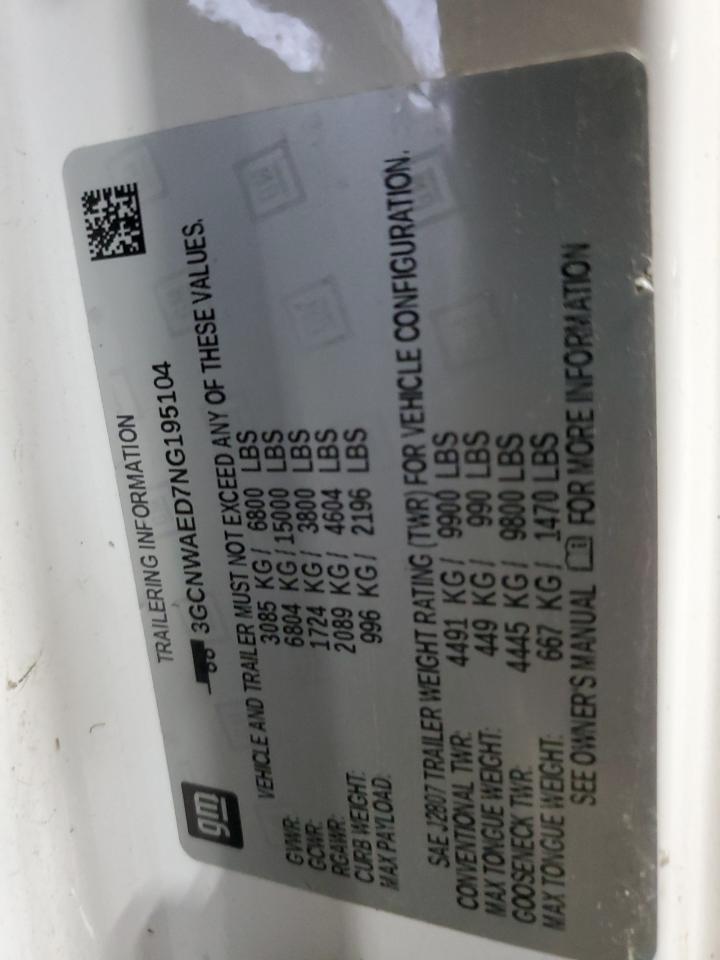 gm
TRAILERING INFORMATION
3GCNWAED7NG195104
VEHICLE AND TRAILER MUST NOT EXCEED ANY OF THESE VALUES.
GVWR: 3085 KG / 6800 LBS
GCWR: 6804 KG / 15000 LBS
RGAWR: 1724 KG / 3800 LBS
CURB WEIGHT: 2089 KG / 4604 LBS
MAX PAYLOAD: 996 KG / 2196 LBS
SAE J2807 TRAILER WEIGHT RATING (TWR) FOR VEHICLE CONFIGURATION.
CONVENTIONAL TWR: 4491 KG / 9900 LBS
MAX TONGUE WEIGHT: 449 KG / 990 LBS
GOOSENECK TWR: 4445 KG / 9800 LBS
MAX TONGUE WEIGHT: 667 KG / 1470 LBS
SEE OWNER'S MANUAL FOR MORE INFORMATION